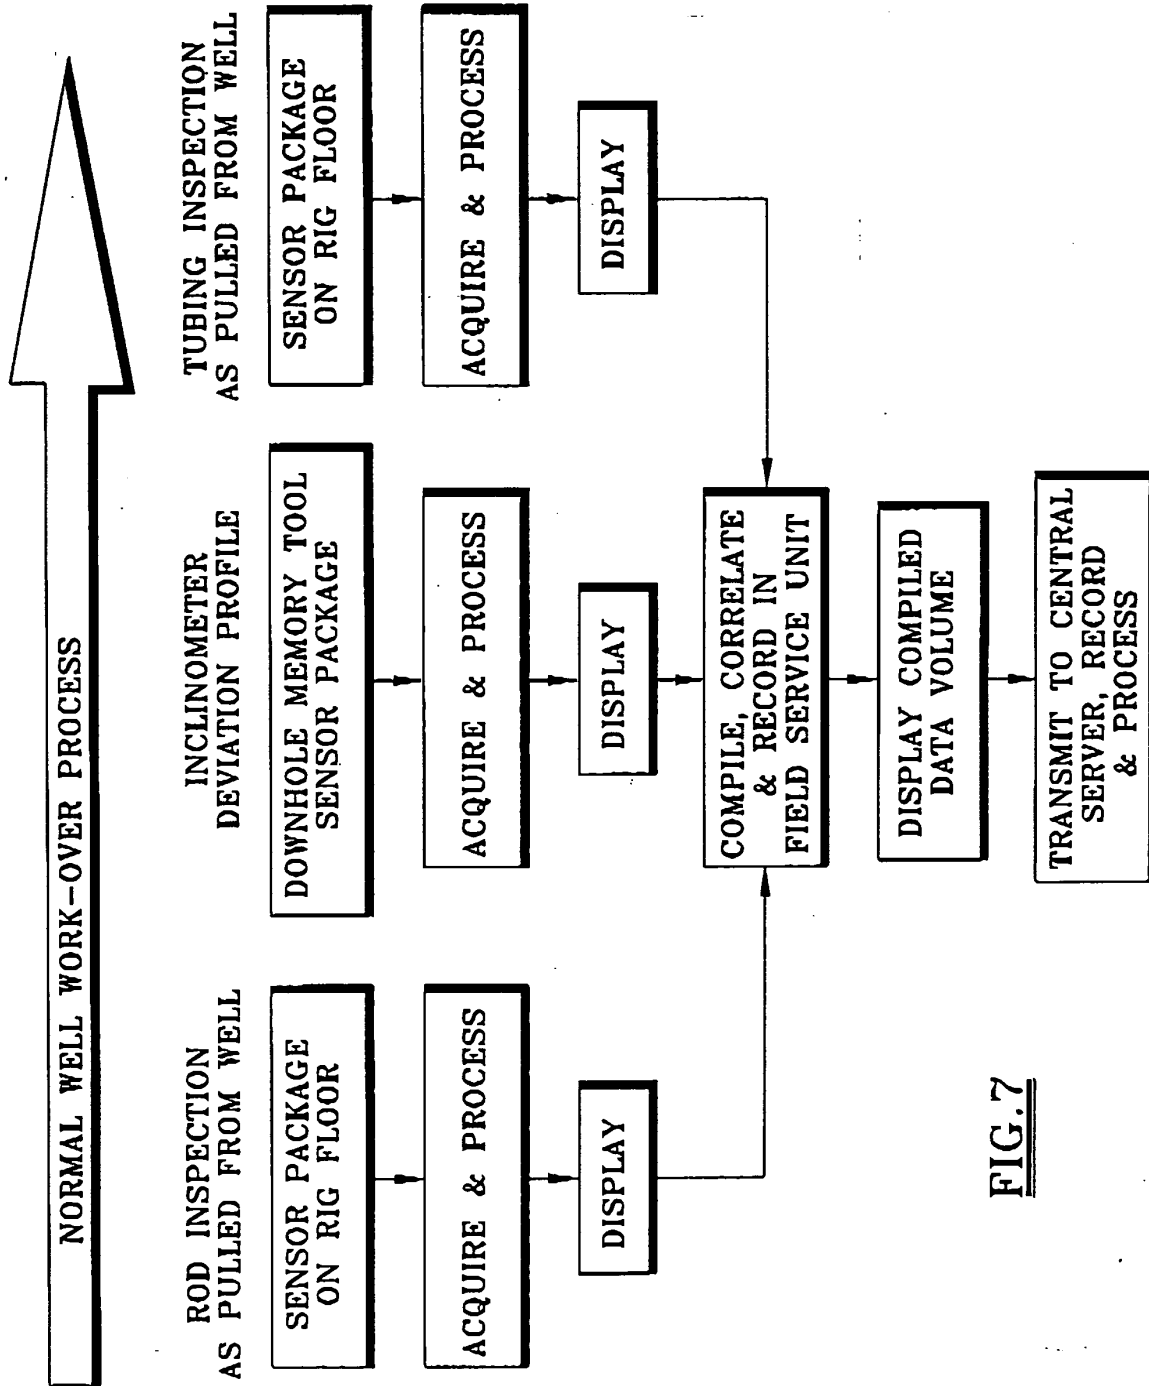 NORMAL WELL WORK-OVER PROCESS
ROD INSPECTION
AS PULLED FROM WELL
SENSOR PACKAGE
ON RIG FLOOR
ACQUIRE & PROCESS
DISPLAY
INCLINOMETER
DEVIATION PROFILE
DOWNHOLE MEMORY TOOL
SENSOR PACKAGE
ACQUIRE & PROCESS
DISPLAY
TUBING INSPECTION
AS PULLED FROM WELL
SENSOR PACKAGE
ON RIG FLOOR
ACQUIRE & PROCESS
DISPLAY
COMPILE, CORRELATE
& RECORD IN
FIELD SERVICE UNIT
DISPLAY COMPILED
DATA VOLUME
TRANSMIT TO CENTRAL
SERVER, RECORD
& PROCESS
FIG.7